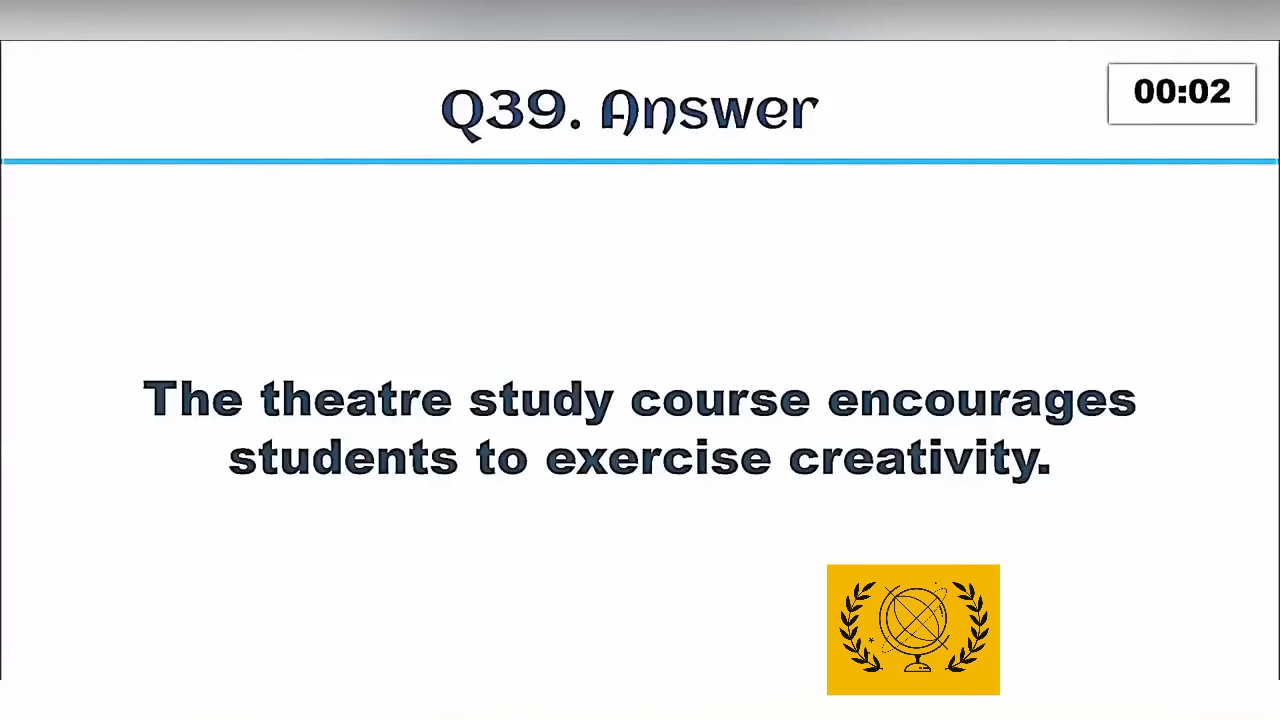 Q39. Answer
00:02
The theatre study course encourages
students to exercise creativity.